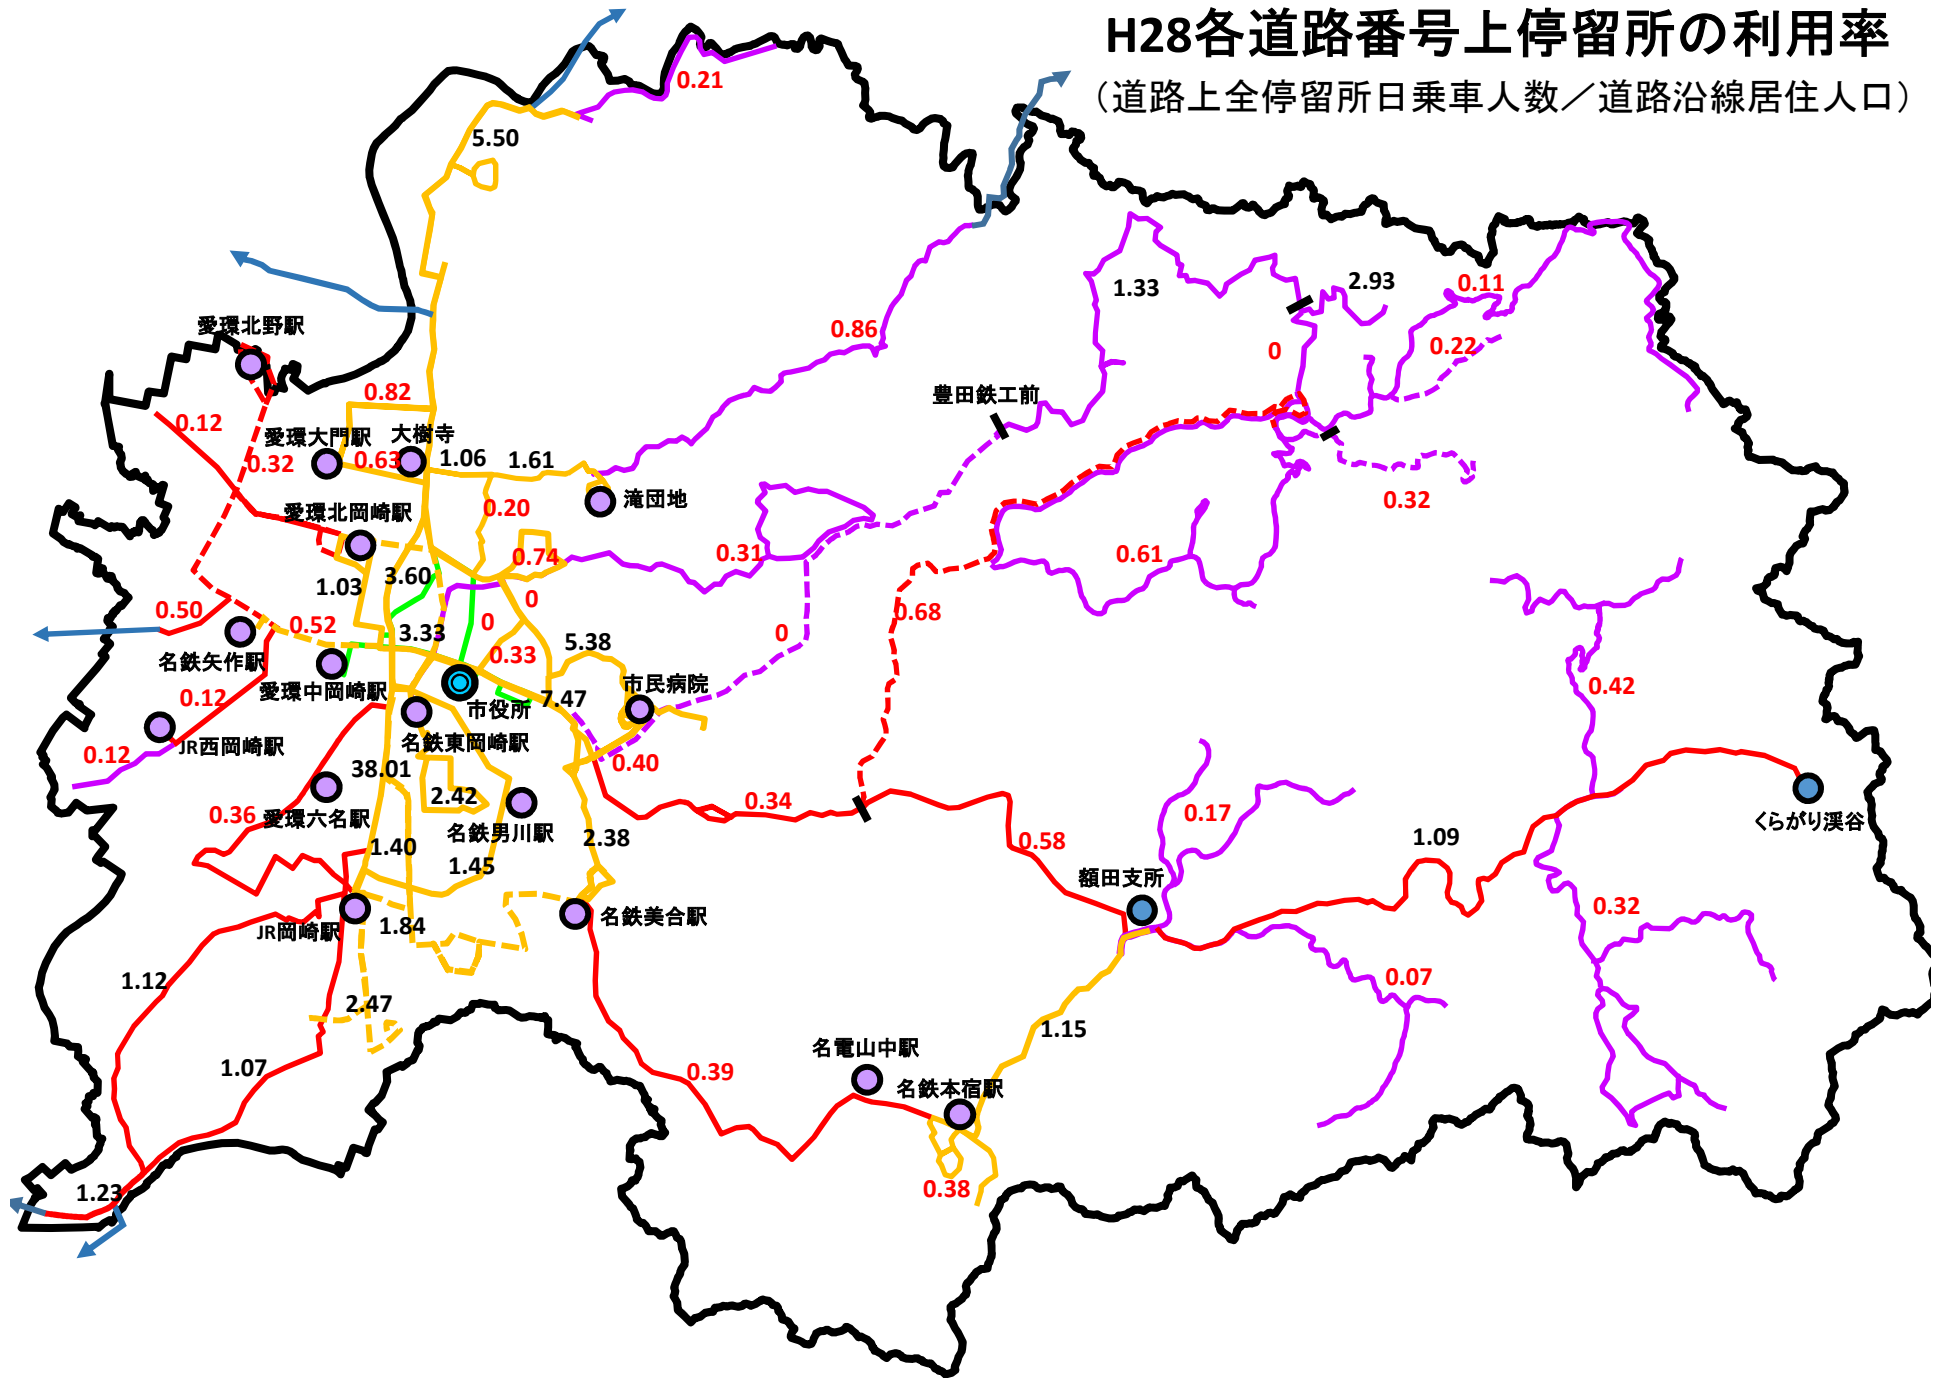 H28各道路番号上停留所の利用率
（道路上全停留所日乗車人数／道路沿線居住人口）
0.21
5.50
1.33
2.93
0.11
0.86
0
0.22
愛環北野駅
0.82
豊田鉄工前
0.12
愛環大門駅
大樹寺
0.32
0.63
1.06
1.61
滝団地
0.20
0.32
愛環北岡崎駅
0.74
0.31
0.61
1.03
3.60
0
0.50
0.52
3.33
0
0.33
5.38
0
0.68
名鉄矢作駅
愛環中岡崎駅
0.12
市役所
7.47
市民病院
0.42
JR西岡崎駅
0.12
名鉄東岡崎駅
0.40
38.01
2.42
0.34
0.36
愛環六名駅
名鉄男川駅
0.17
くらがり渓谷
1.40
1.45
2.38
0.58
1.09
額田支所
0.32
JR岡崎駅
1.84
名鉄美合駅
1.12
2.47
0.07
1.15
1.07
0.39
名電山中駅
名鉄本宿駅
1.23
0.38